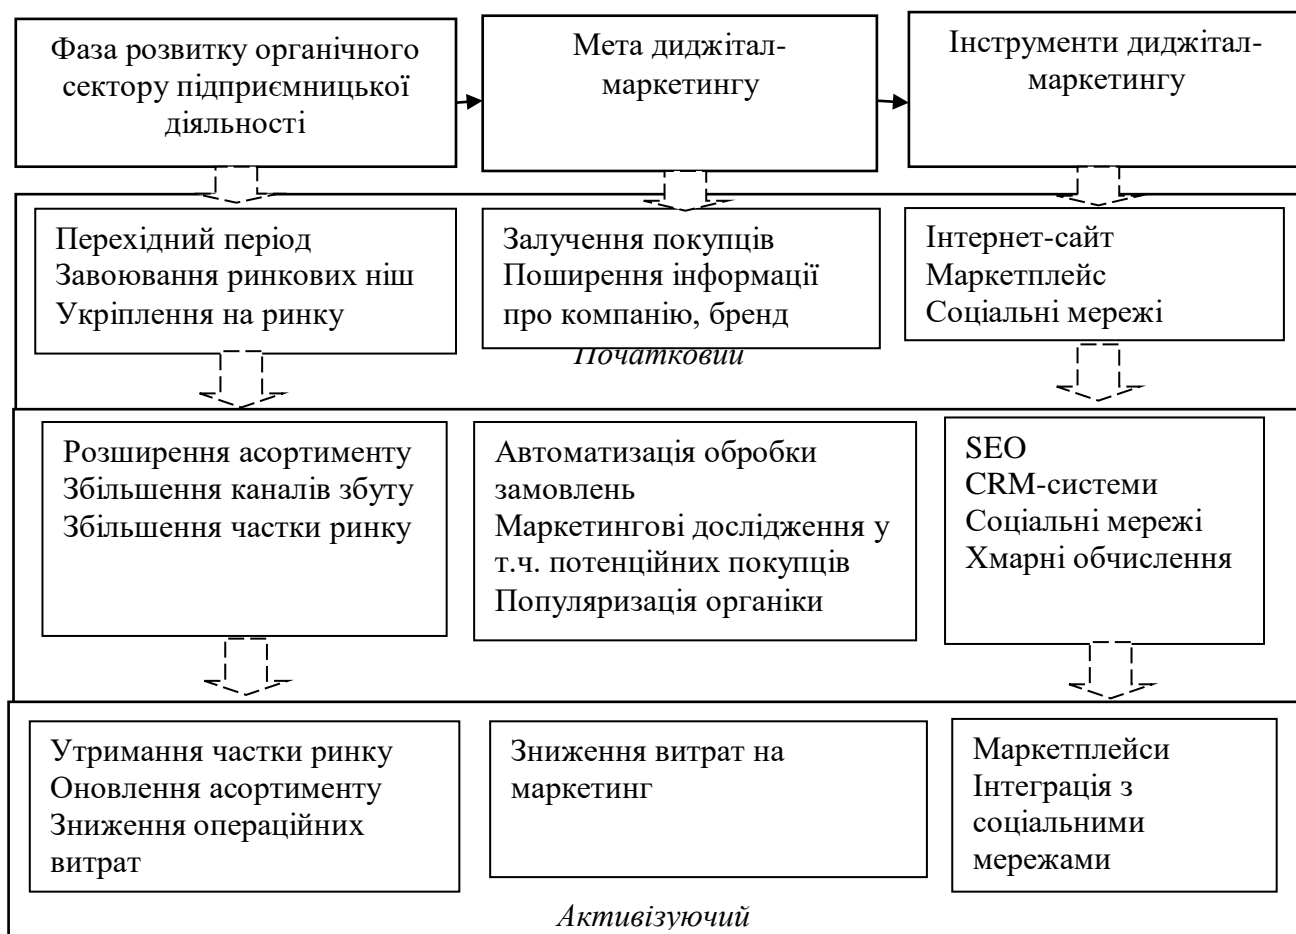 Фаза розвитку органічного
сектору підприємницької
діяльності
Мета диджітал-
маркетингу
Інструменти диджітал-
маркетингу
Перехідний період
Завоювання ринкових ніш
Укріплення на ринку
Залучення покупців
Поширення інформації
про компанію, бренд
Інтернет-сайт
Маркетплейс
Соціальні мережі
Початковий
Розширення асортименту
Збільшення каналів збуту
Збільшення частки ринку
Автоматизація обробки
замовлень
Маркетингові дослідження у
т.ч. потенційних покупців
Популяризація органіки
SEO
CRM-системи
Соціальні мережі
Хмарні обчислення
Утримання частки ринку
Оновлення асортименту
Зниження операційних
витрат
Зниження витрат на
маркетинг
Маркетплейси
Інтеграція з
соціальними
мережами
Активізуючий